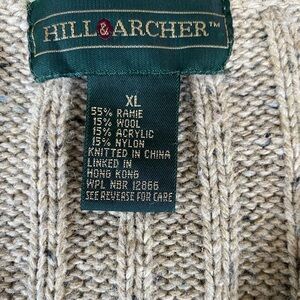 HILL & ARCHER™
XL
55% RAMIE
15% WOOL
15% ACRYLIC
15% NYLON
KNITTED IN CHINA
LINKED IN
HONG KONG
WPL NBR 12866
SEE REVERSE FOR CARE